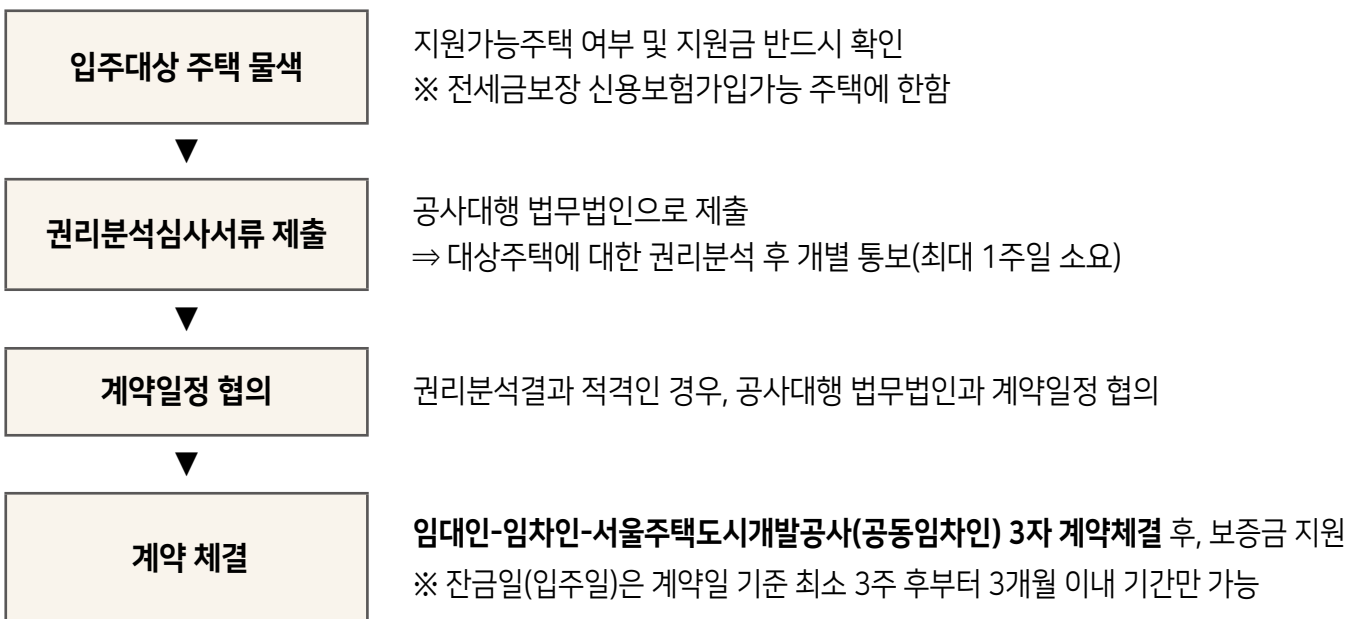 입주대상 주택 물색
지원가능주택 여부 및 지원금 반드시 확인
※ 전세금보장 신용보험가입가능 주택에 한함
▼
권리분석심사서류 제출
공사대행 법무법인으로 제출
⇒ 대상주택에 대한 권리분석 후 개별 통보(최대 1주일 소요)
▼
계약일정 협의
권리분석결과 적격인 경우, 공사대행 법무법인과 계약일정 협의
▼
계약 체결
임대인-임차인-서울주택도시개발공사(공동임차인) 3자 계약체결 후, 보증금 지원
※ 잔금일(입주일)은 계약일 기준 최소 3주 후부터 3개월 이내 기간만 가능